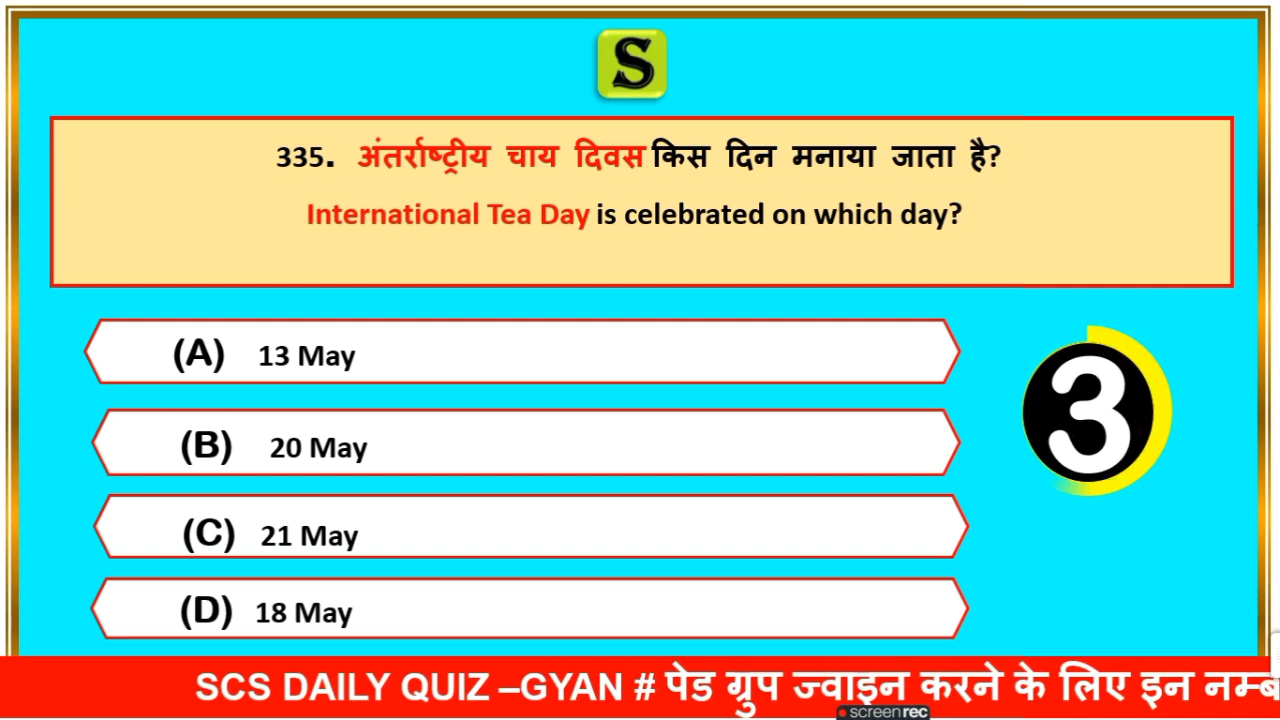 S
335. अंतर्राष्ट्रीय चाय दिवस किस दिन मनाया जाता है?
International Tea Day is celebrated on which day?
(A) 13 May
3
(B) 20 May
(C) 21 May
(D) 18 May
SCS DAILY QUIZ –GYAN # पेड ग्रुप ज्वाइन करने के लिए इन
screenrec